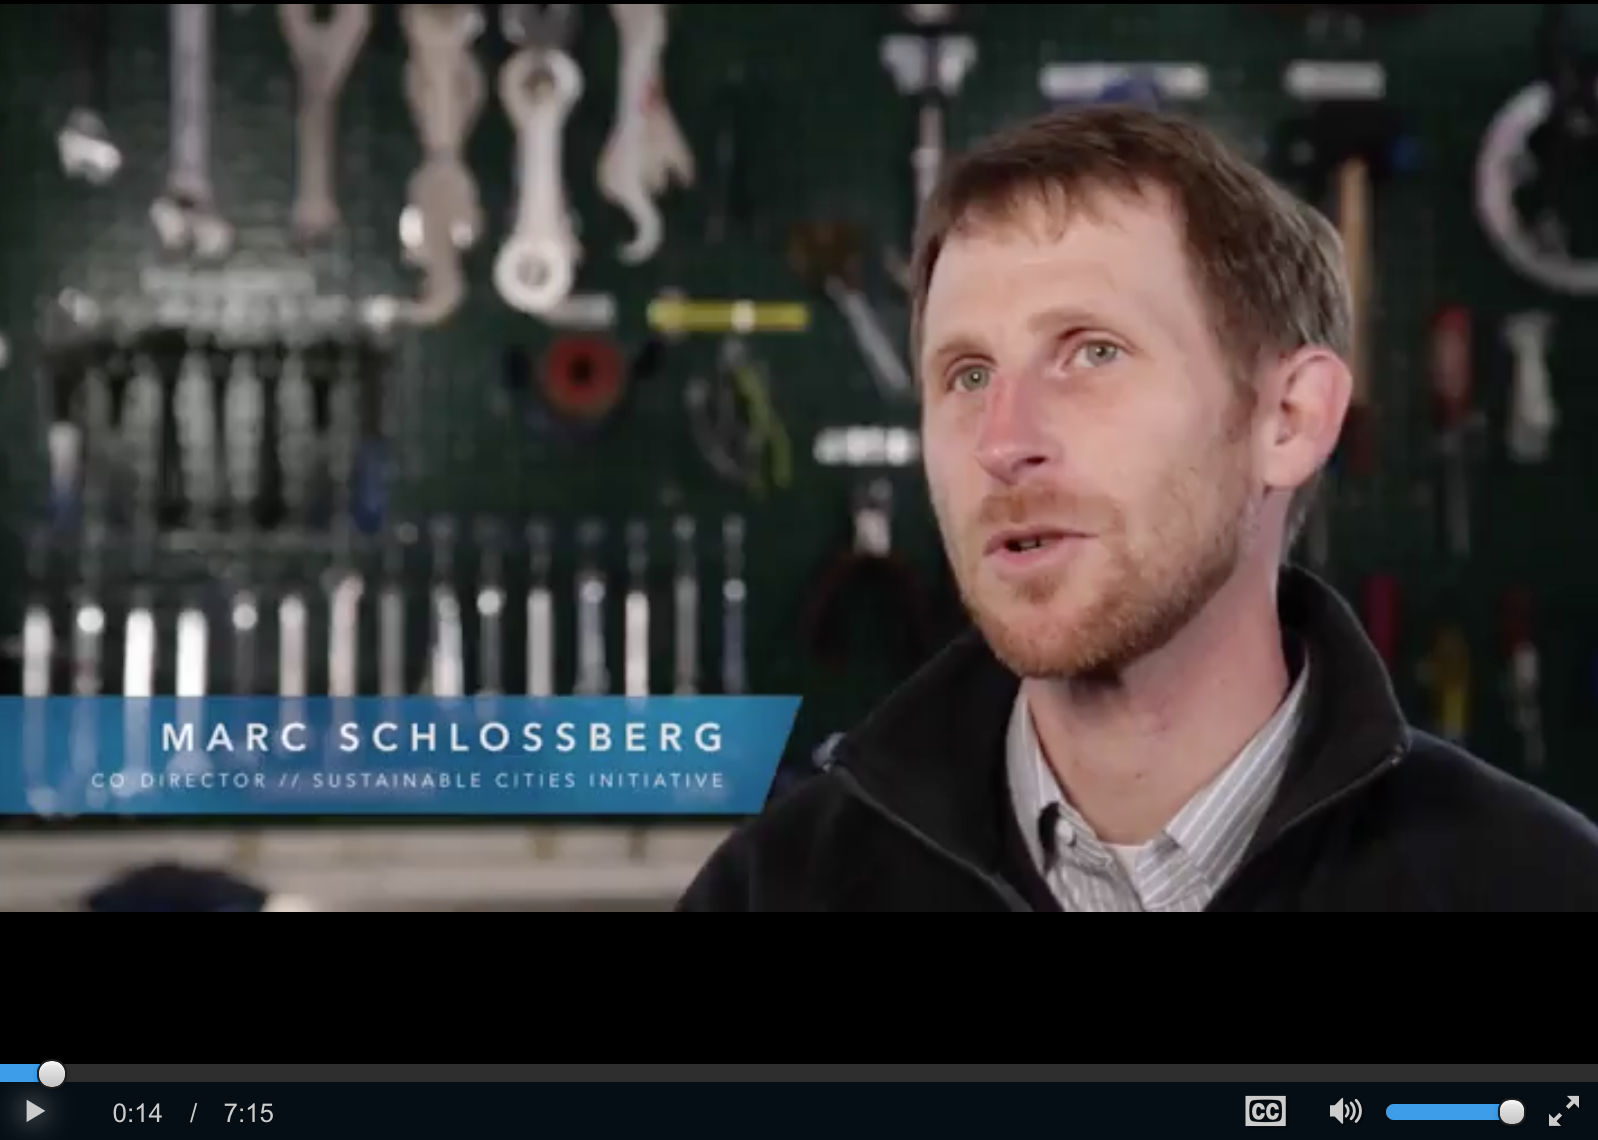 MARC SCHLOSSBERG
CO DIRECTOR // SUSTAINABLE CITIES INITIATIVE
0:14 / 7:15 CC